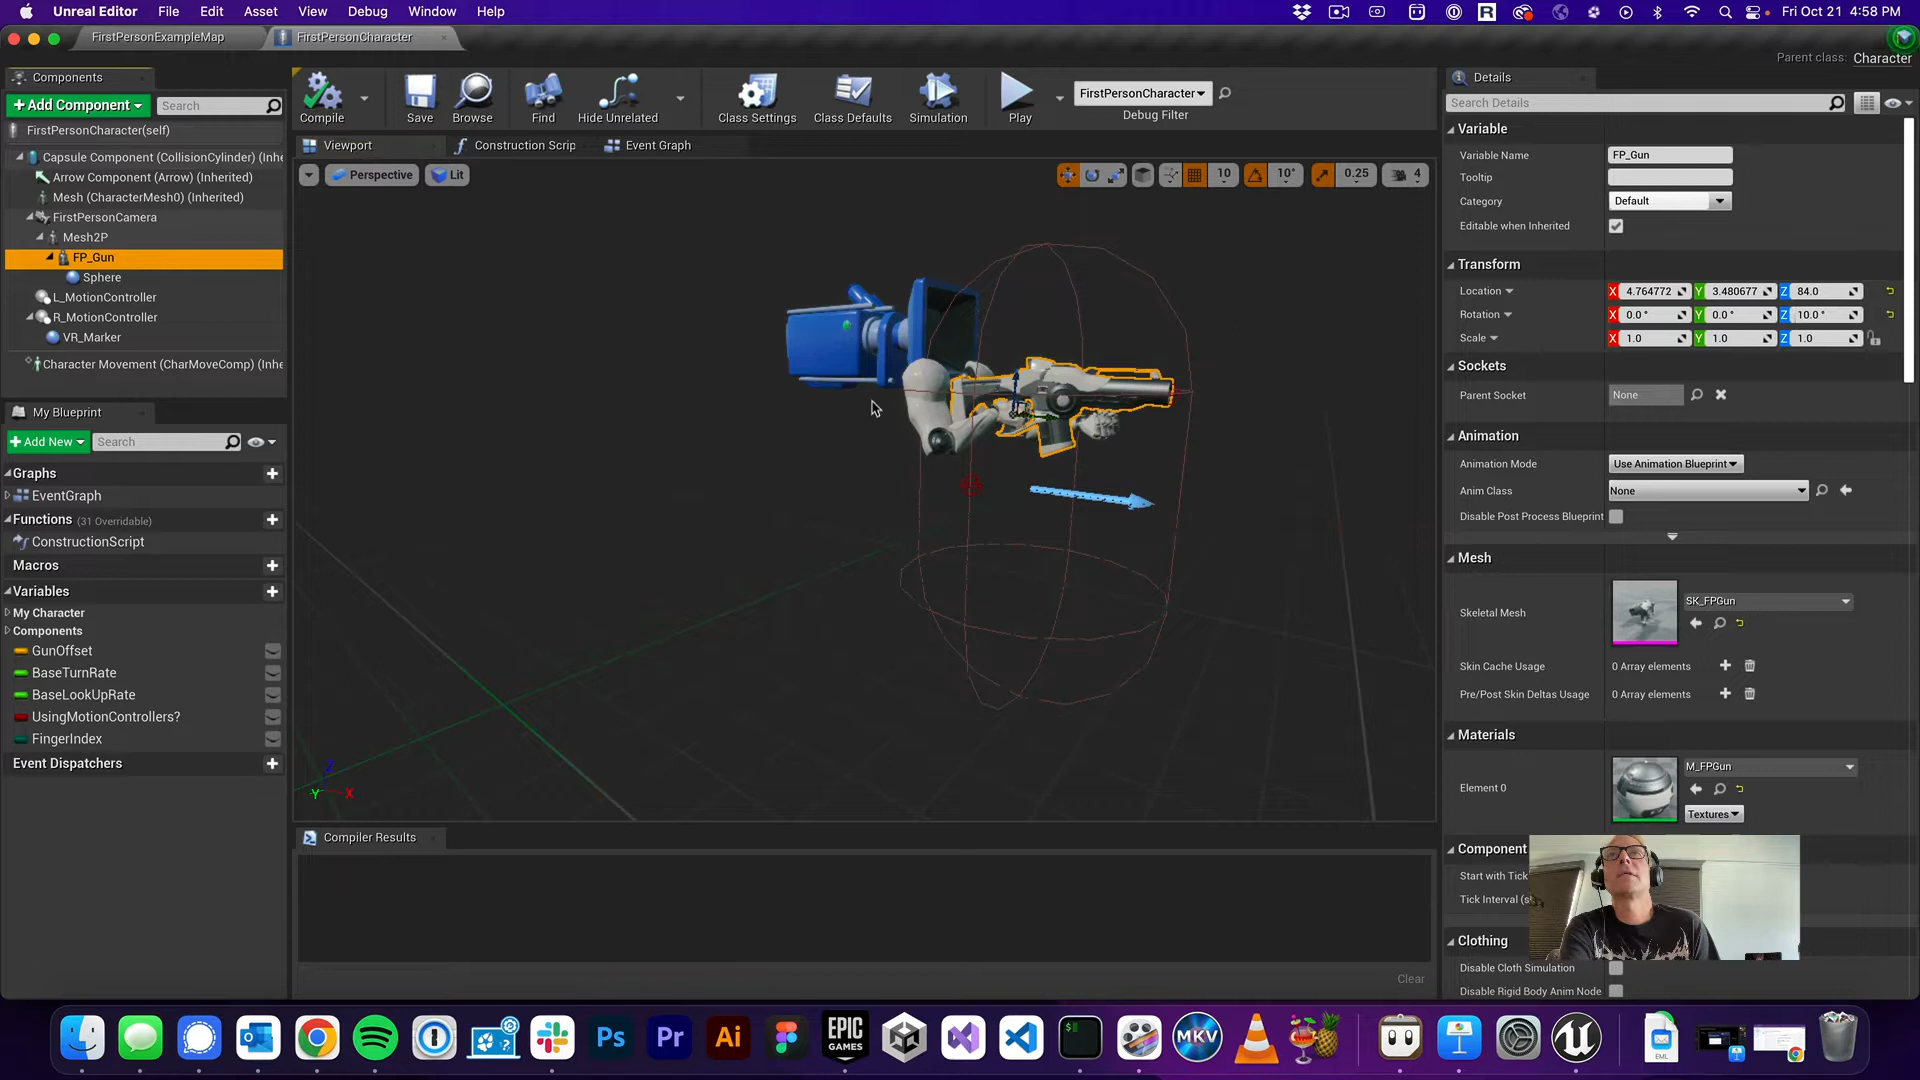 Unreal Editor File Edit Asset View Debug Window Help
R Fri Oct 21 4:58 PM
FirstPersonExampleMap FirstPersonCharacter
Parent class: Character
Components
Add Component Search
FirstPersonCharacter(self)
Capsule Component (CollisionCylinder) (Inhe
Arrow Component (Arrow) (Inherited)
Mesh (CharacterMesh0) (Inherited)
FirstPersonCamera
Mesh2P
FP_Gun
Sphere
L_MotionController
R_MotionController
VR_Marker
Character Movement (CharMoveComp) (Inhe
My Blueprint
Add New Search
Graphs
EventGraph
Functions (31 Overridable)
ConstructionScript
Macros
Variables
My Character
Components
GunOffset
BaseTurnRate
BaseLookUpRate
UsingMotionControllers?
FingerIndex
Event Dispatchers
Compile Save Browse Find Hide Unrelated Class Settings Class Defaults Simulation Play
FirstPersonCharacter
Debug Filter
Viewport Construction Scrip Event Graph
Perspective Lit 10 10° 0.25 4
Z
Y X
Compiler Results
Clear
Details
Search Details
Variable
Variable Name FP_Gun
Tooltip
Category Default
Editable when Inherited
Transform
Location X 4.764772 Y 3.480677 Z 84.0
Rotation X 0.0 ° Y 0.0 ° Z 10.0 °
Scale X 1.0 Y 1.0 Z 1.0
Sockets
Parent Socket None
Animation
Animation Mode Use Animation Blueprint
Anim Class None
Disable Post Process Blueprint
Mesh
Skeletal Mesh SK_FPGun
Skin Cache Usage 0 Array elements
Pre/Post Skin Deltas Usage 0 Array elements
Materials
Element 0 M_FPGun
Textures
Component
Start with Tick
Tick Interval (s
Clothing
Disable Cloth Simulation
Disable Rigid Body Anim Node
Ps Pr Ai EPIC GAMES MKV EML